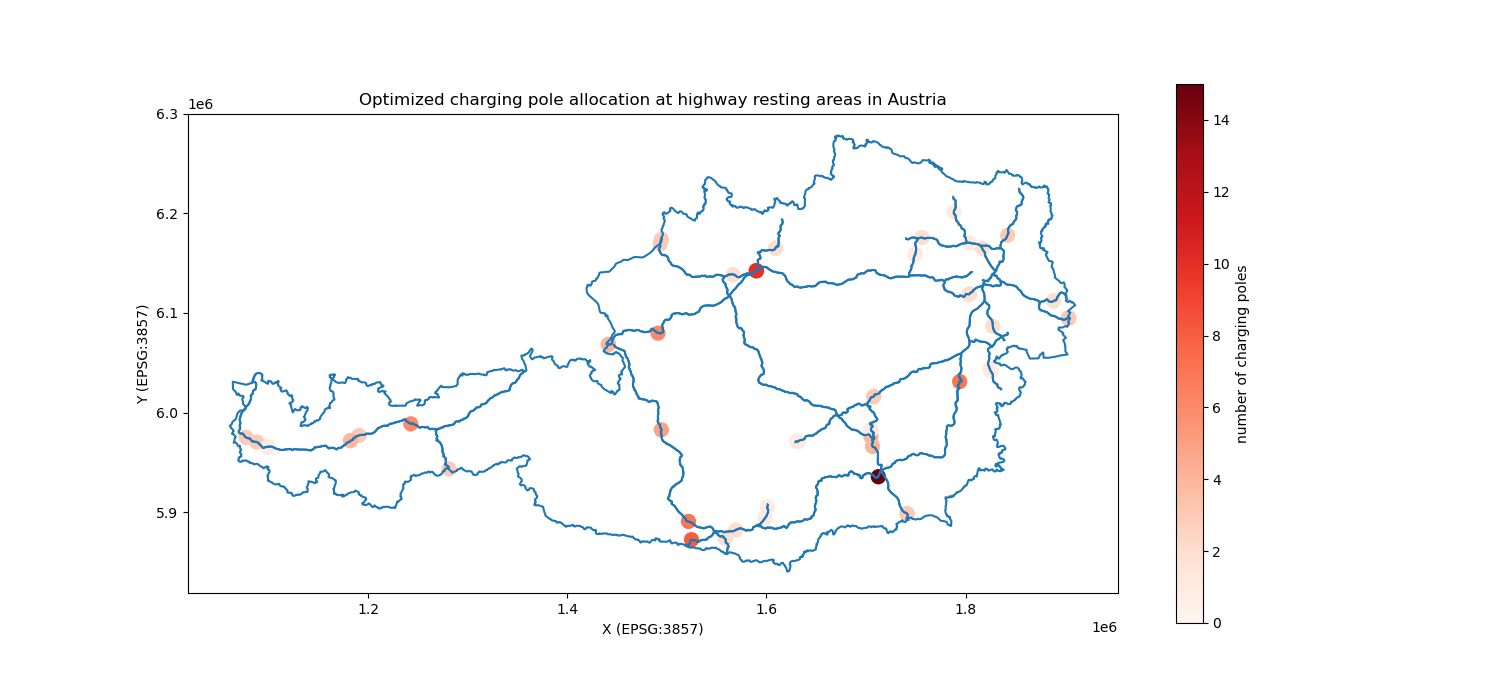 Optimized charging pole allocation at highway resting areas in Austria
1e6
6.3
6.2
6.1
6.0
5.9
Y (EPSG:3857)
1.2 1.4 1.6 1.8
X (EPSG:3857)
1e6
14
12
10
8
6
4
2
0
number of charging poles